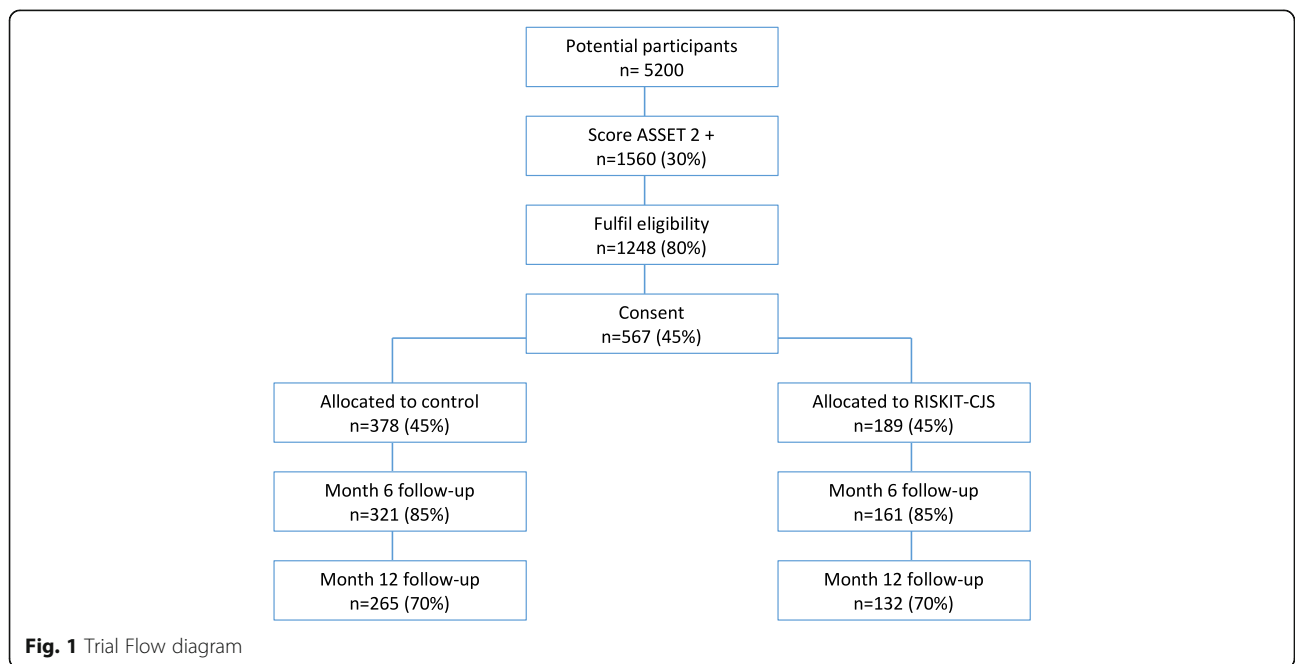 Potential participants
n= 5200
Score ASSET 2 +
n=1560 (30%)
Fulfil eligibility
n=1248 (80%)
Consent
n=567 (45%)
Allocated to control
n=378 (45%)
Allocated to RISKIT-CJS
n=189 (45%)
Month 6 follow-up
n=321 (85%)
Month 6 follow-up
n=161 (85%)
Month 12 follow-up
n=265 (70%)
Month 12 follow-up
n=132 (70%)
Fig. 1 Trial Flow diagram